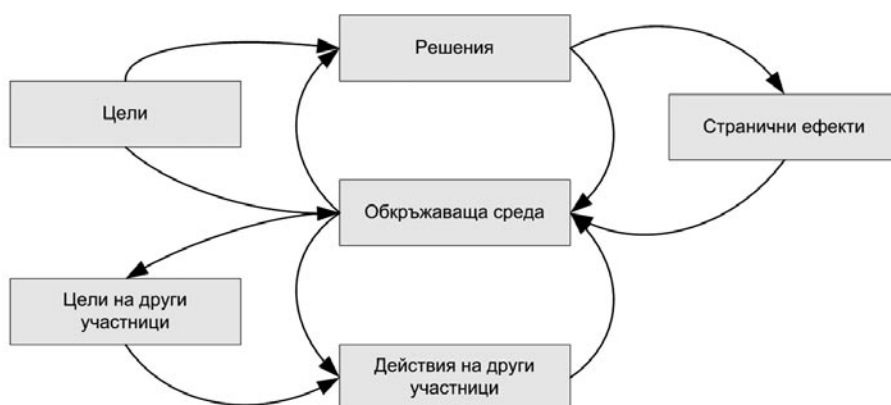 Решения
Цели
Странични ефекти
Обкръжаваща среда
Цели на други
участници
Действия на други
участници